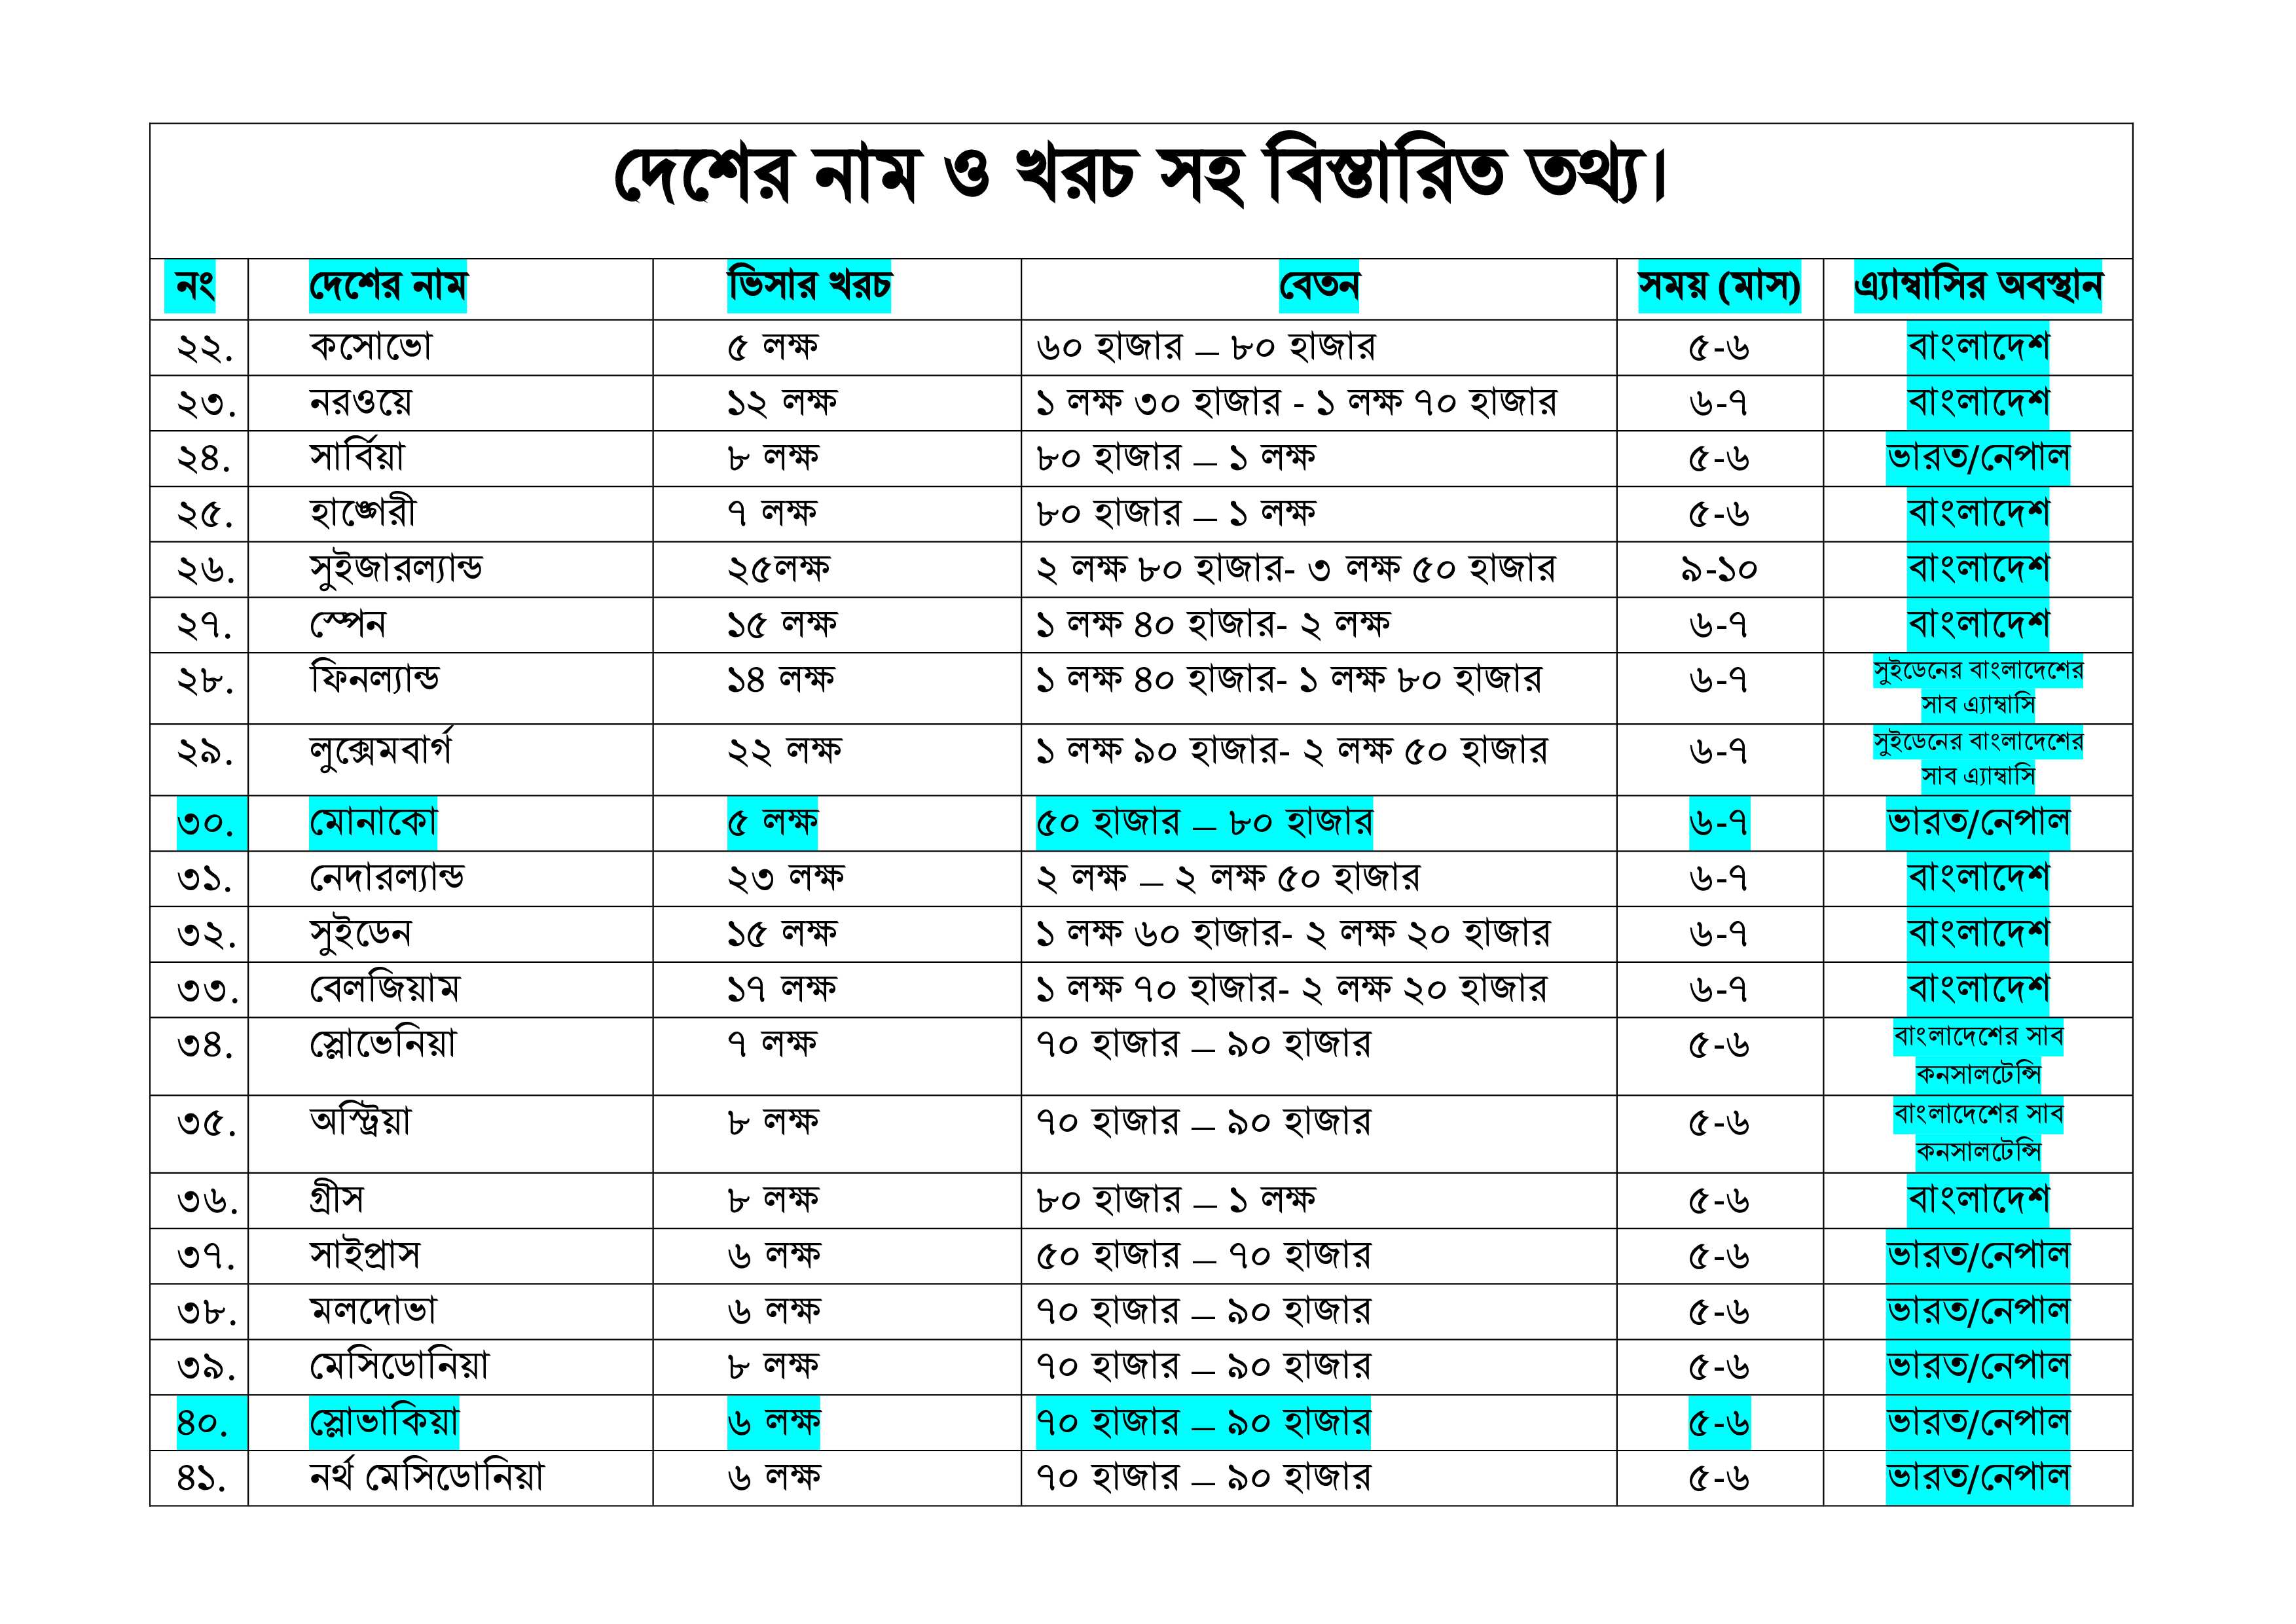 দেশের নাম ও খরচ সহ বিস্তারিত তথ্য।
নং দেশের নাম ভিসার খরচ বেতন সময় (মাস) এ্যাম্বাসির অবস্থান
২২. কসোভো ৫ লক্ষ ৬০ হাজার – ৮০ হাজার ৫-৬ বাংলাদেশ
২৩. নরওয়ে ১২ লক্ষ ১ লক্ষ ৩০ হাজার - ১ লক্ষ ৭০ হাজার ৬-৭ বাংলাদেশ
২৪. সার্বিয়া ৮ লক্ষ ৮০ হাজার – ১ লক্ষ ৫-৬ ভারত/নেপাল
২৫. হাঙ্গেরী ৭ লক্ষ ৮০ হাজার – ১ লক্ষ ৫-৬ বাংলাদেশ
২৬. সুইজারল্যান্ড ২৫লক্ষ ২ লক্ষ ৮০ হাজার- ৩ লক্ষ ৫০ হাজার ৯-১০ বাংলাদেশ
২৭. স্পেন ১৫ লক্ষ ১ লক্ষ ৪০ হাজার- ২ লক্ষ ৬-৭ বাংলাদেশ
২৮. ফিনল্যান্ড ১৪ লক্ষ ১ লক্ষ ৪০ হাজার- ১ লক্ষ ৮০ হাজার ৬-৭ সুইডেনের বাংলাদেশের
সাব এ্যাম্বাসি
২৯. লুক্সেমবার্গ ২২ লক্ষ ১ লক্ষ ৯০ হাজার- ২ লক্ষ ৫০ হাজার ৬-৭ সুইডেনের বাংলাদেশের
সাব এ্যাম্বাসি
৩০. মোনাকো ৫ লক্ষ ৫০ হাজার – ৮০ হাজার ৬-৭ ভারত/নেপাল
৩১. নেদারল্যান্ড ২৩ লক্ষ ২ লক্ষ – ২ লক্ষ ৫০ হাজার ৬-৭ বাংলাদেশ
৩২. সুইডেন ১৫ লক্ষ ১ লক্ষ ৬০ হাজার- ২ লক্ষ ২০ হাজার ৬-৭ বাংলাদেশ
৩৩. বেলজিয়াম ১৭ লক্ষ ১ লক্ষ ৭০ হাজার- ২ লক্ষ ২০ হাজার ৬-৭ বাংলাদেশ
৩৪. স্লোভেনিয়া ৭ লক্ষ ৭০ হাজার – ৯০ হাজার ৫-৬ বাংলাদেশের সাব
কনসালটেন্সি
৩৫. অস্ট্রিয়া ৮ লক্ষ ৭০ হাজার – ৯০ হাজার ৫-৬ বাংলাদেশের সাব
কনসালটেন্সি
৩৬. গ্রীস ৮ লক্ষ ৮০ হাজার – ১ লক্ষ ৫-৬ বাংলাদেশ
৩৭. সাইপ্রাস ৬ লক্ষ ৫০ হাজার – ৭০ হাজার ৫-৬ ভারত/নেপাল
৩৮. মলদোভা ৬ লক্ষ ৭০ হাজার – ৯০ হাজার ৫-৬ ভারত/নেপাল
৩৯. মেসিডোনিয়া ৮ লক্ষ ৭০ হাজার – ৯০ হাজার ৫-৬ ভারত/নেপাল
৪০. স্লোভাকিয়া ৬ লক্ষ ৭০ হাজার – ৯০ হাজার ৫-৬ ভারত/নেপাল
৪১. নর্থ মেসিডোনিয়া ৬ লক্ষ ৭০ হাজার – ৯০ হাজার ৫-৬ ভারত/নেপাল